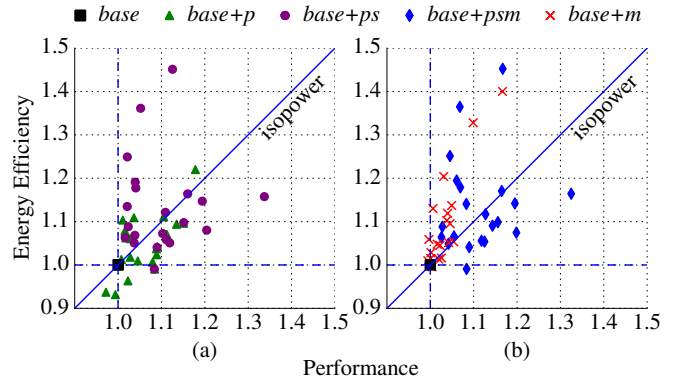 base base+p base+ps base+psm base+m
Energy Efficiency
1.5
1.4
1.3
1.2
1.1
1.0
0.9
isopower
1.0 1.1 1.2 1.3 1.4 1.5
(a)
1.5
1.4
1.3
1.2
1.1
1.0
0.9
isopower
1.0 1.1 1.2 1.3 1.4 1.5
(b)
Performance